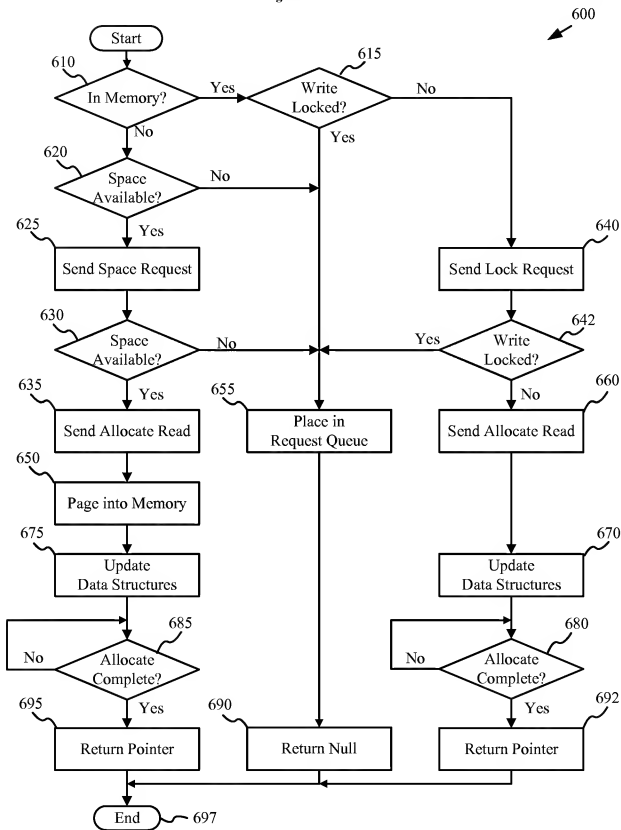 600
Start
610
615
In Memory?
Yes
Write
Locked?
No
No
Yes
620
Space
Available?
No
Yes
625
640
Send Space Request
Send Lock Request
630
642
Space
Available?
No
Yes
Write
Locked?
Yes
No
635
655
660
Send Allocate Read
Place in
Request Queue
Send Allocate Read
650
Page into Memory
675
670
Update
Data Structures
Update
Data Structures
685
680
No
Allocate
Complete?
No
Allocate
Complete?
Yes
Yes
695
690
692
Return Pointer
Return Null
Return Pointer
End
697